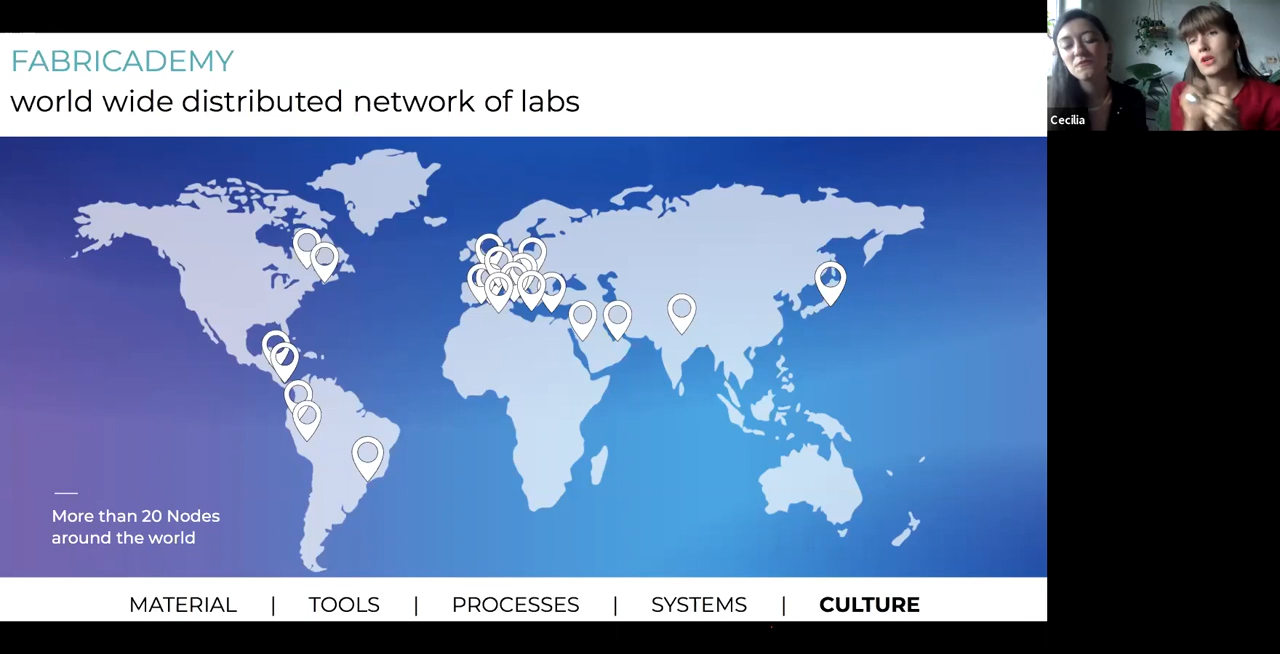 FABRICADEMY
world wide distributed network of labs
Cecilia
More than 20 Nodes
around the world
MATERIAL | TOOLS | PROCESSES | SYSTEMS | CULTURE